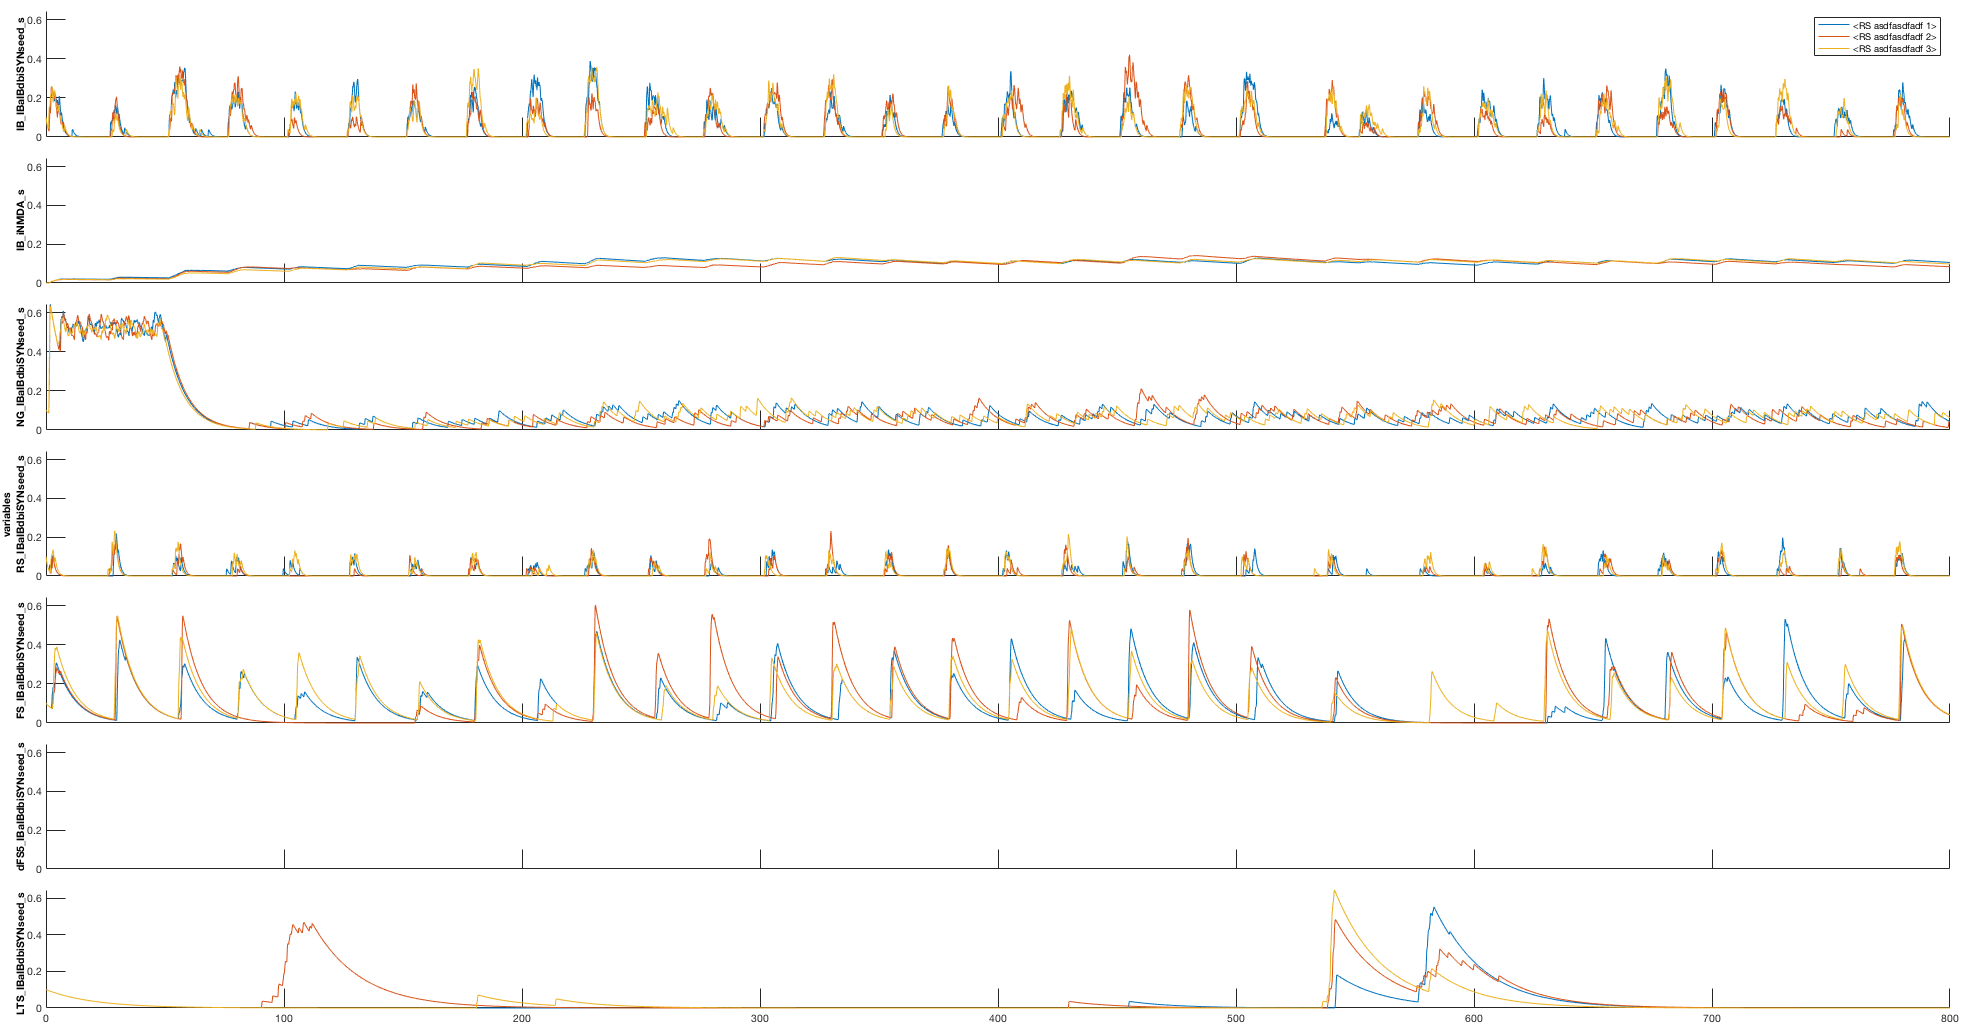 0.6
0.4
0.2
0
IB_IBaIBdbiSYNseed_s
<RS asdfasdfadf 1>
<RS asdfasdfadf 2>
<RS asdfasdfadf 3>
0.6
0.4
0.2
0
IB_iNMDA_s
0.6
0.4
0.2
0
NG_IBaIBdbiSYNseed_s
0.6
0.4
0.2
0
variables
RS_IBaIBdbiSYNseed_s
0.6
0.4
0.2
0
FS_IBaIBdbiSYNseed_s
0.6
0.4
0.2
0
dFS5_IBaIBdbiSYNseed_s
0.6
0.4
0.2
0
LTS_IBaIBdbiSYNseed_s
0 100 200 300 400 500 600 700 800